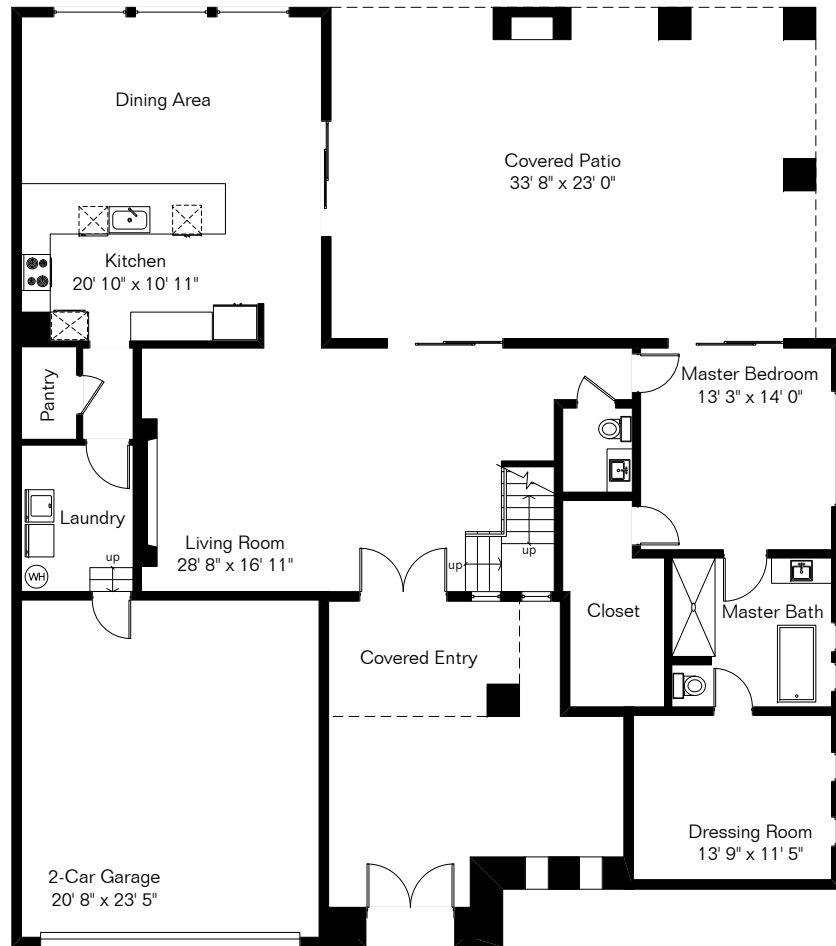 Dining Area
Covered Patio
33' 8" x 23' 0"
Kitchen
20' 10" x 10' 11"
Pantry
Master Bedroom
13' 3" x 14' 0"
Laundry
Living Room
28' 8" x 16' 11"
up
up
up
WH
Closet
Master Bath
Covered Entry
Dressing Room
13' 9" x 11' 5"
2-Car Garage
20' 8" x 23' 5"